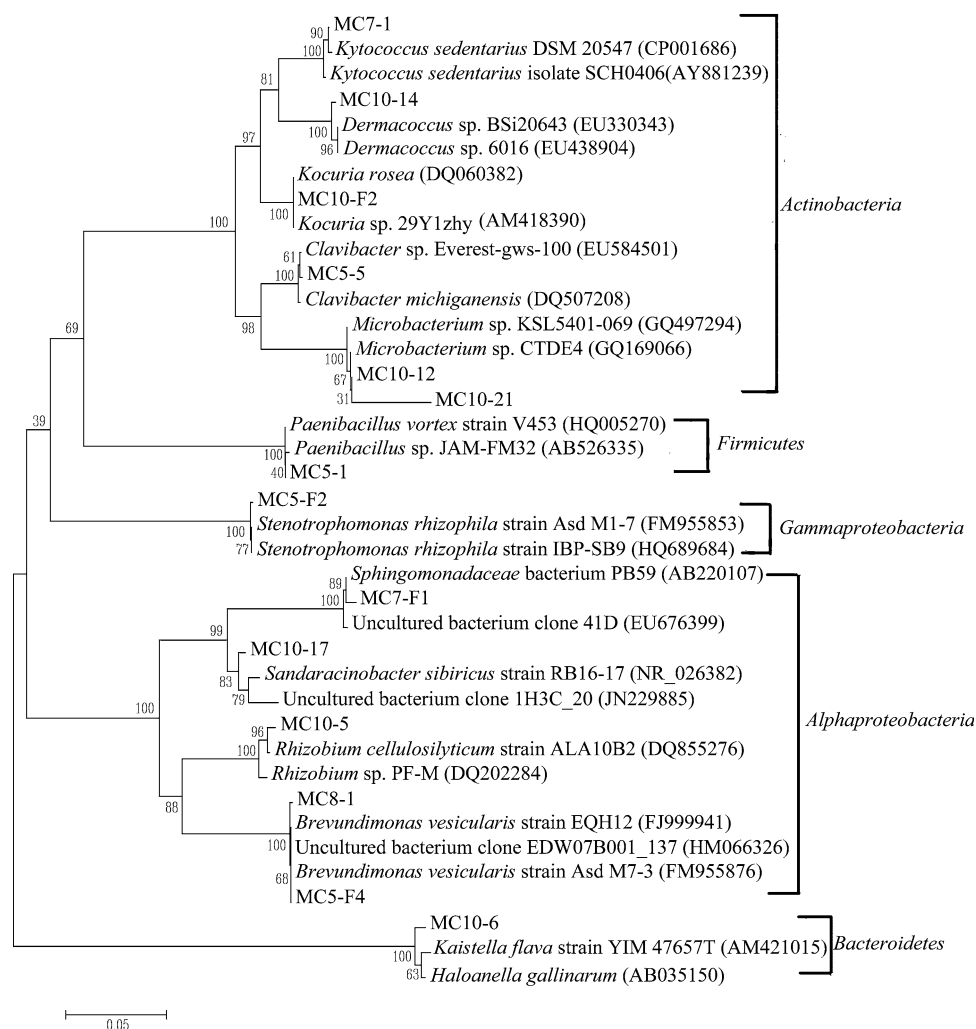 MC7-1
90
100
Kytococcus sedentarius DSM 20547 (CP001686)
Kytococcus sedentarius isolate SCH0406(AY881239)
81
MC10-14
100
Dermacoccus sp. BSi20643 (EU330343)
96
Dermacoccus sp. 6016 (EU438904)
97
Kocuria rosea (DQ060382)
MC10-F2
100
Kocuria sp. 29Y1zhy (AM418390)
Actinobacteria
100
Clavibacter sp. Everest-gws-100 (EU584501)
61
100
MC5-5
Clavibacter michiganensis (DQ507208)
98
Microbacterium sp. KSL5401-069 (GQ497294)
69
Microbacterium sp. CTDE4 (GQ169066)
100
MC10-12
67
31
MC10-21
39
Paenibacillus vortex strain V453 (HQ005270)
Paenibacillus sp. JAM-FM32 (AB526335)
Firmicutes
100
40
MC5-1
MC5-F2
Stenotrophomonas rhizophila strain Asd M1-7 (FM955853)
Gammaproteobacteria
100
77
Stenotrophomonas rhizophila strain IBP-SB9 (HQ689684)
Sphingomonadaceae bacterium PB59 (AB220107)
89
100
MC7-F1
Uncultured bacterium clone 41D (EU676399)
99
MC10-17
83
Sandaracinobacter sibiricus strain RB16-17 (NR_026382)
79
Uncultured bacterium clone 1H3C_20 (JN229885)
100
Alphaproteobacteria
MC10-5
96
100
Rhizobium cellulosilyticum strain ALA10B2 (DQ855276)
Rhizobium sp. PF-M (DQ202284)
88
MC8-1
Brevundimonas vesicularis strain EQH12 (FJ999941)
100
Uncultured bacterium clone EDW07B001_137 (HM066326)
68
Brevundimonas vesicularis strain Asd M7-3 (FM955876)
MC5-F4
MC10-6
Kaistella flava strain YIM 47657T (AM421015)
Bacteroidetes
100
63
Haloanella gallinarum (AB035150)
0.05